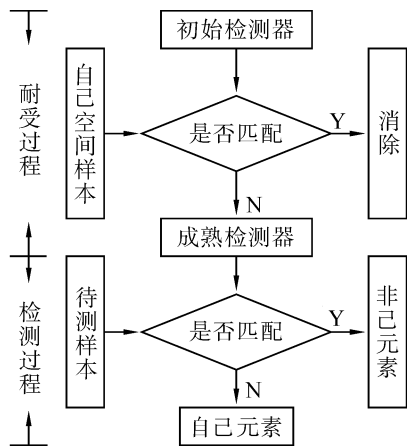 初始检测器
耐受过程
自己空间样本
是否匹配
Y
消除
N
成熟检测器
检测过程
待测样本
是否匹配
Y
非己元素
N
自己元素